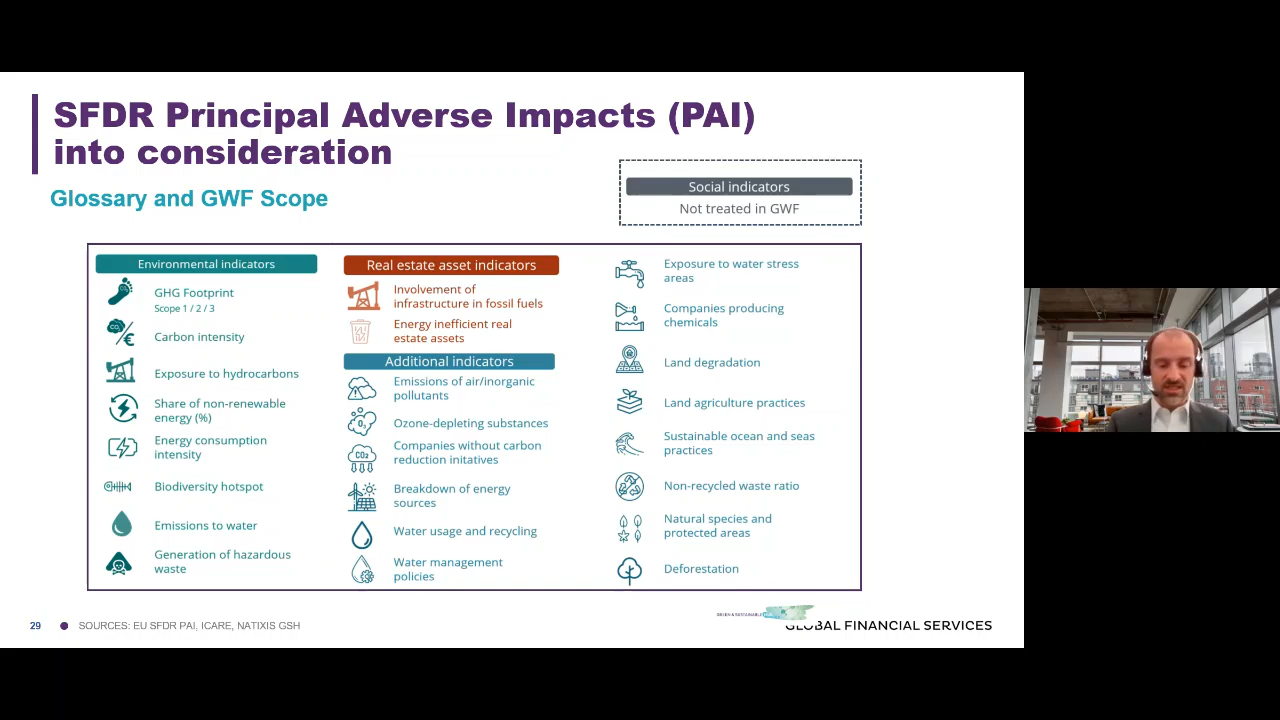 SFDR Principal Adverse Impacts (PAI)
into consideration
Glossary and GWF Scope
Social indicators
Not treated in GWF
Environmental indicators
GHG Footprint
Scope 1 / 2 / 3
CO₂
€
Carbon intensity
Exposure to hydrocarbons
Share of non-renewable
energy (%)
Energy consumption
intensity
Biodiversity hotspot
Emissions to water
Generation of hazardous
waste
Real estate asset indicators
Involvement of
infrastructure in fossil fuels
Energy inefficient real
estate assets
Additional indicators
Emissions of air/inorganic
pollutants
O₃
Ozone-depleting substances
CO2
Companies without carbon
reduction initatives
Breakdown of energy
sources
Water usage and recycling
Water management
policies
Exposure to water stress
areas
Companies producing
chemicals
Land degradation
Land agriculture practices
Sustainable ocean and seas
practices
Non-recycled waste ratio
Natural species and
protected areas
Deforestation
29
SOURCES: EU SFDR PAI, ICARE, NATIXIS GSH
GREEN & SUSTAINABLE
GLOBAL FINANCIAL SERVICES